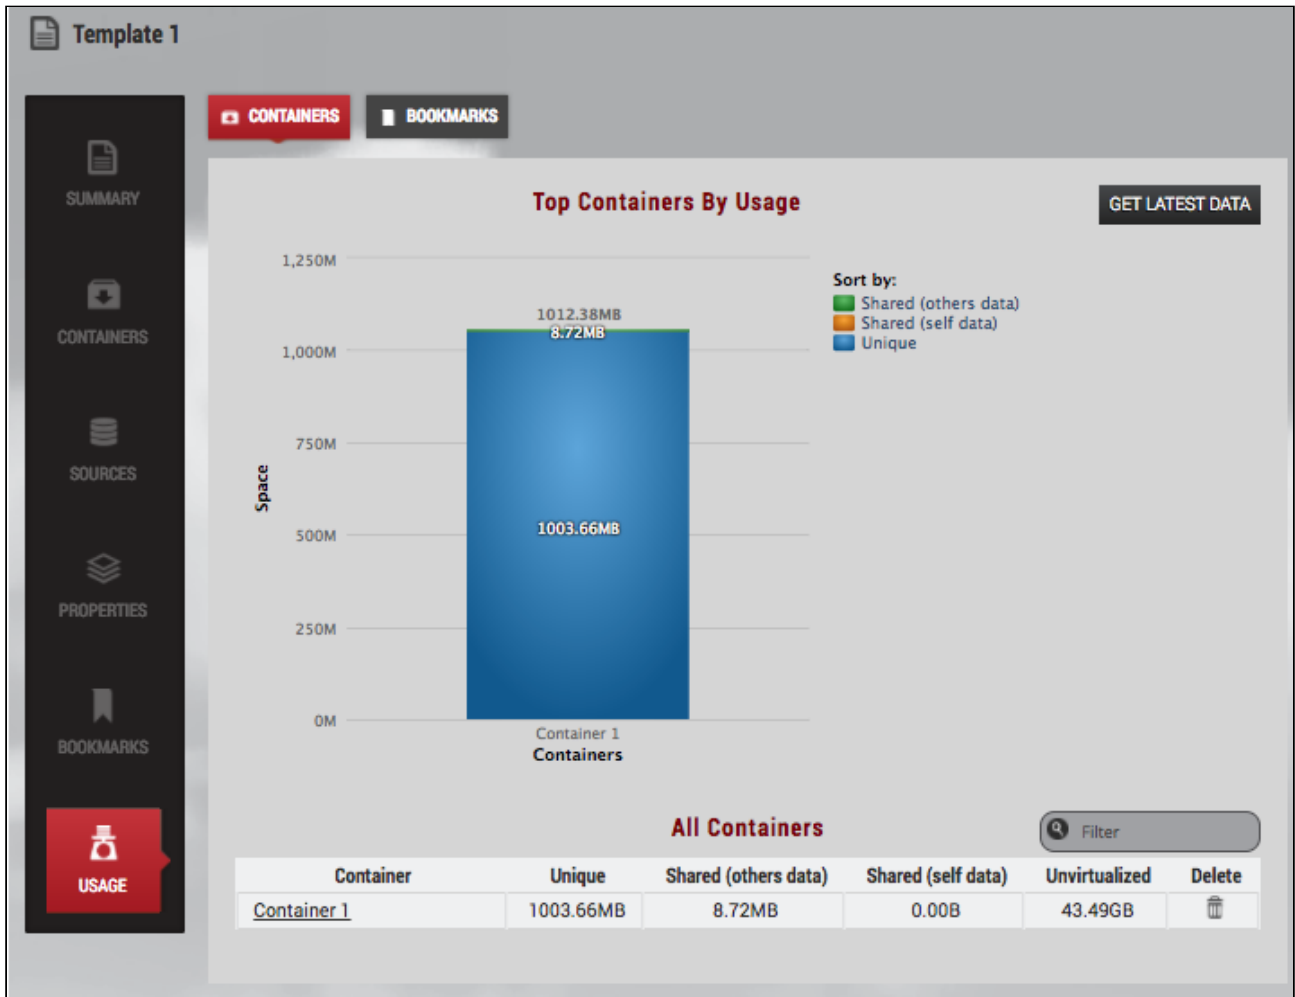 Template 1
CONTAINERS
BOOKMARKS
SUMMARY
CONTAINERS
SOURCES
PROPERTIES
BOOKMARKS
USAGE
Top Containers By Usage
GET LATEST DATA
1,250M
1,000M
750M
500M
250M
0M
Space
1012.38MB
8.72MB
1003.66MB
Container 1
Containers
Sort by:
Shared (others data)
Shared (self data)
Unique
All Containers
Filter
Container Unique Shared (others data) Shared (self data) Unvirtualized Delete
Container 1 1003.66MB 8.72MB 0.00B 43.49GB